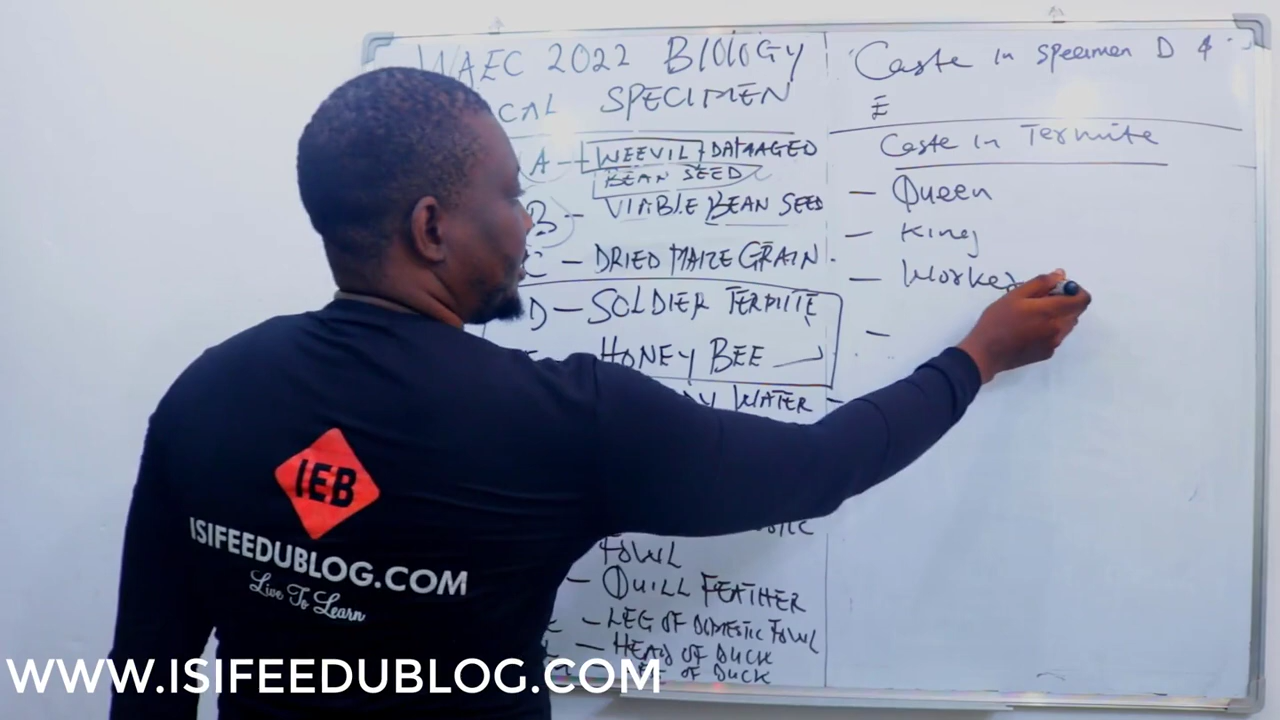 WAEC 2022 BIOLOGY
CAL SPECIMEN
A - WEEVIL DAMAGED
BEAN SEED
B - VIABLE BEAN SEED
C - DRIED MAIZE GRAIN.
D - SOLDIER TERMITE
HONEY BEE
WATER
FOWL
- QUILL FEATHER
- LEG OF DOMESTIC FOWL
- HEAD OF DUCK
OF DUCK
Caste in Specimen D &
E
Caste in Termite
- Queen
- King
- Worker
-
IEB
ISIFEEDUBLOG.COM
Live To Learn
WWW.ISIFEEDUBLOG.COM